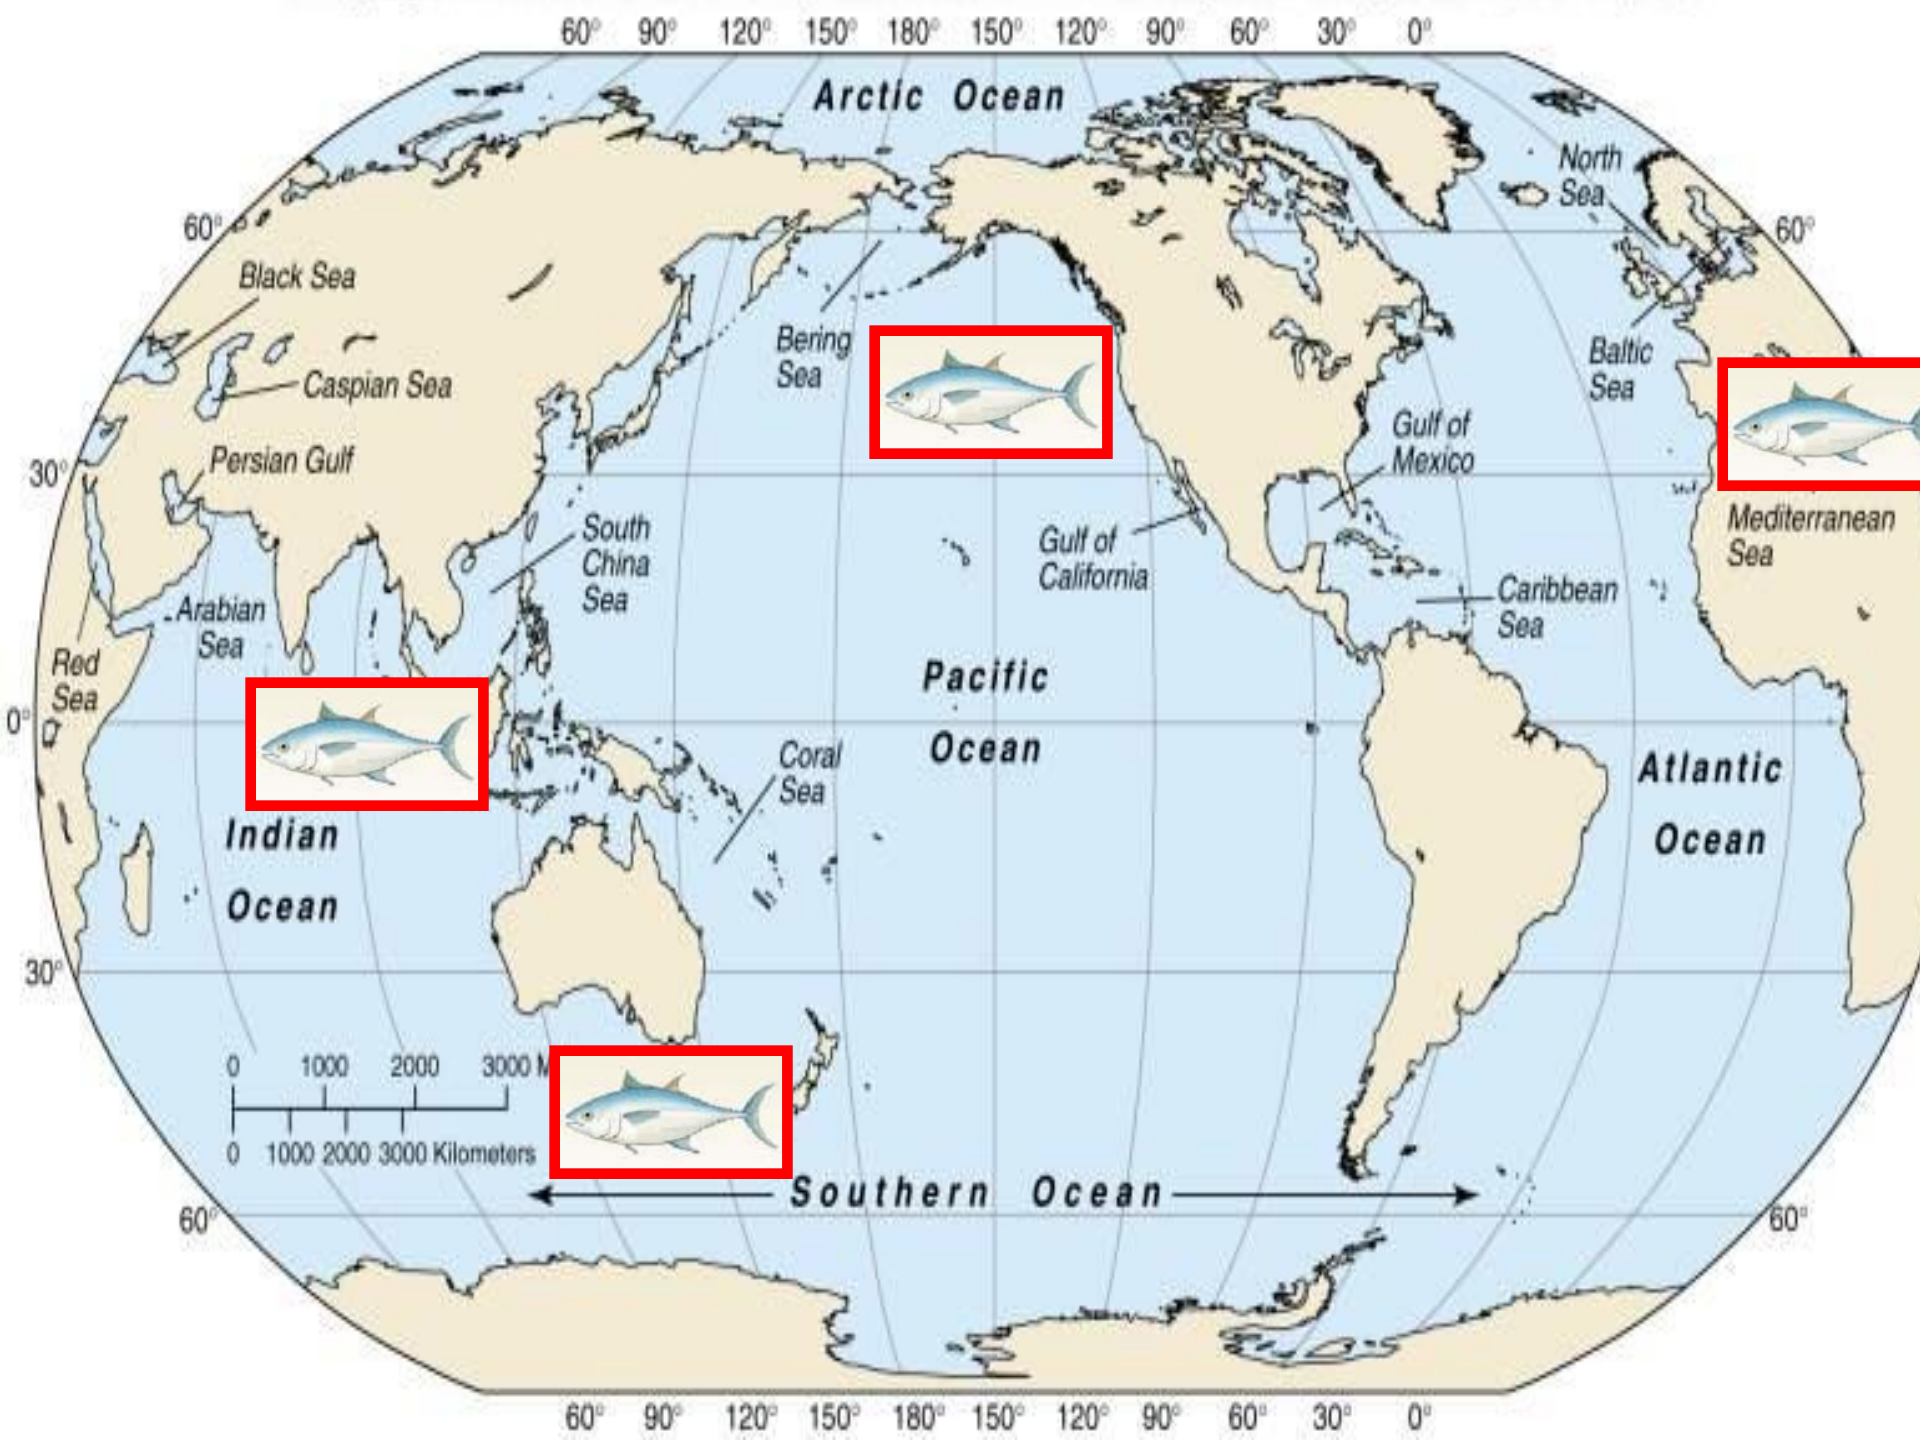 60° 90° 120° 150° 180° 150° 120° 90° 60° 30° 0°
Arctic Ocean
North
Sea
60°
60°
Black Sea
Bering
Sea
Baltic
Sea
Caspian Sea
Gulf of
Mexico
Persian Gulf
30°
South
China
Sea
Gulf of
California
Mediterranean
Sea
Arabian
Sea
Caribbean
Sea
Red
Sea
Pacific
Ocean
0°
Coral
Sea
Atlantic
Ocean
Indian
Ocean
30°
0 1000 2000 3000 M
0 1000 2000 3000 Kilometers
Southern Ocean
60°
60°
60° 90° 120° 150° 180° 150° 120° 90° 60° 30° 0°